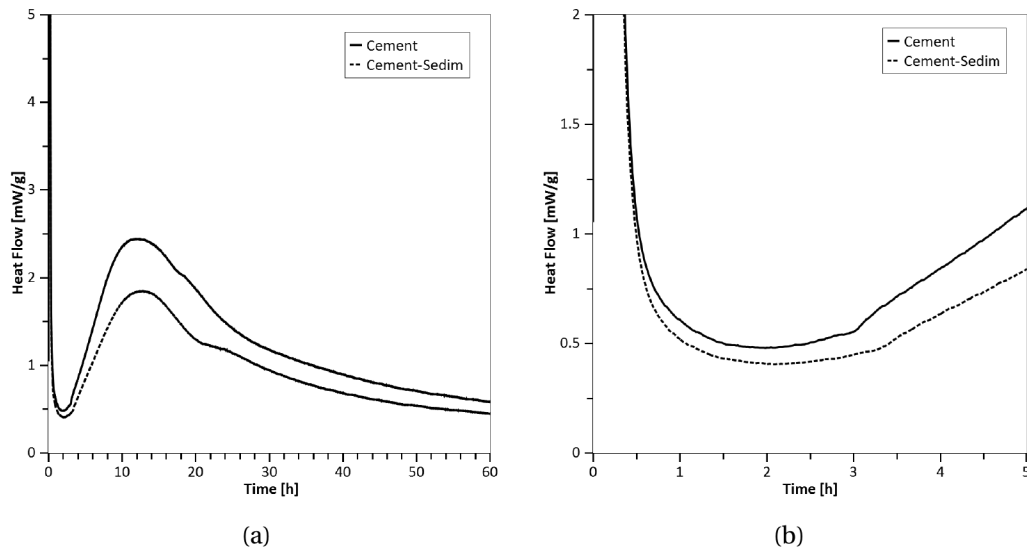 5
4
3
2
1
0
Heat Flow [mW/g]
Cement
Cement-Sedim
0 10 20 30 40 50 60
Time [h]
(a)
2
1.5
1
0.5
0
Heat Flow [mW/g]
Cement
Cement-Sedim
0 1 2 3 4 5
Time [h]
(b)